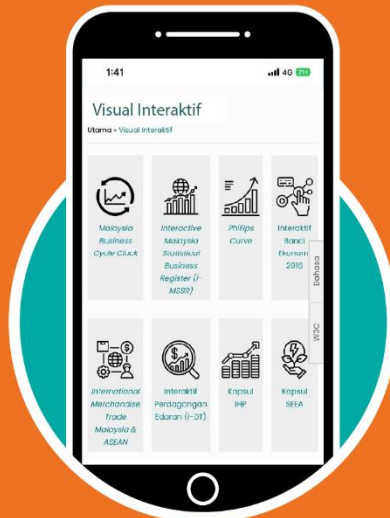 1:41
4G 71
Visual Interaktif
Utama » Visual Interaktif
Malaysia
Business
Cycle Clock
Interactive
Malaysia
Statistical
Business
Register (i-
MSBR)
Phillips
Curve
Interaktif
Banci
Ekonomi
2016
Bahasa
W3C
International
Merchandise
Trade
Malaysia &
ASEAN
Interaktif
Perdagangan
Edaran (i-DT)
Kapsul
IHP
Kapsul
SEEA